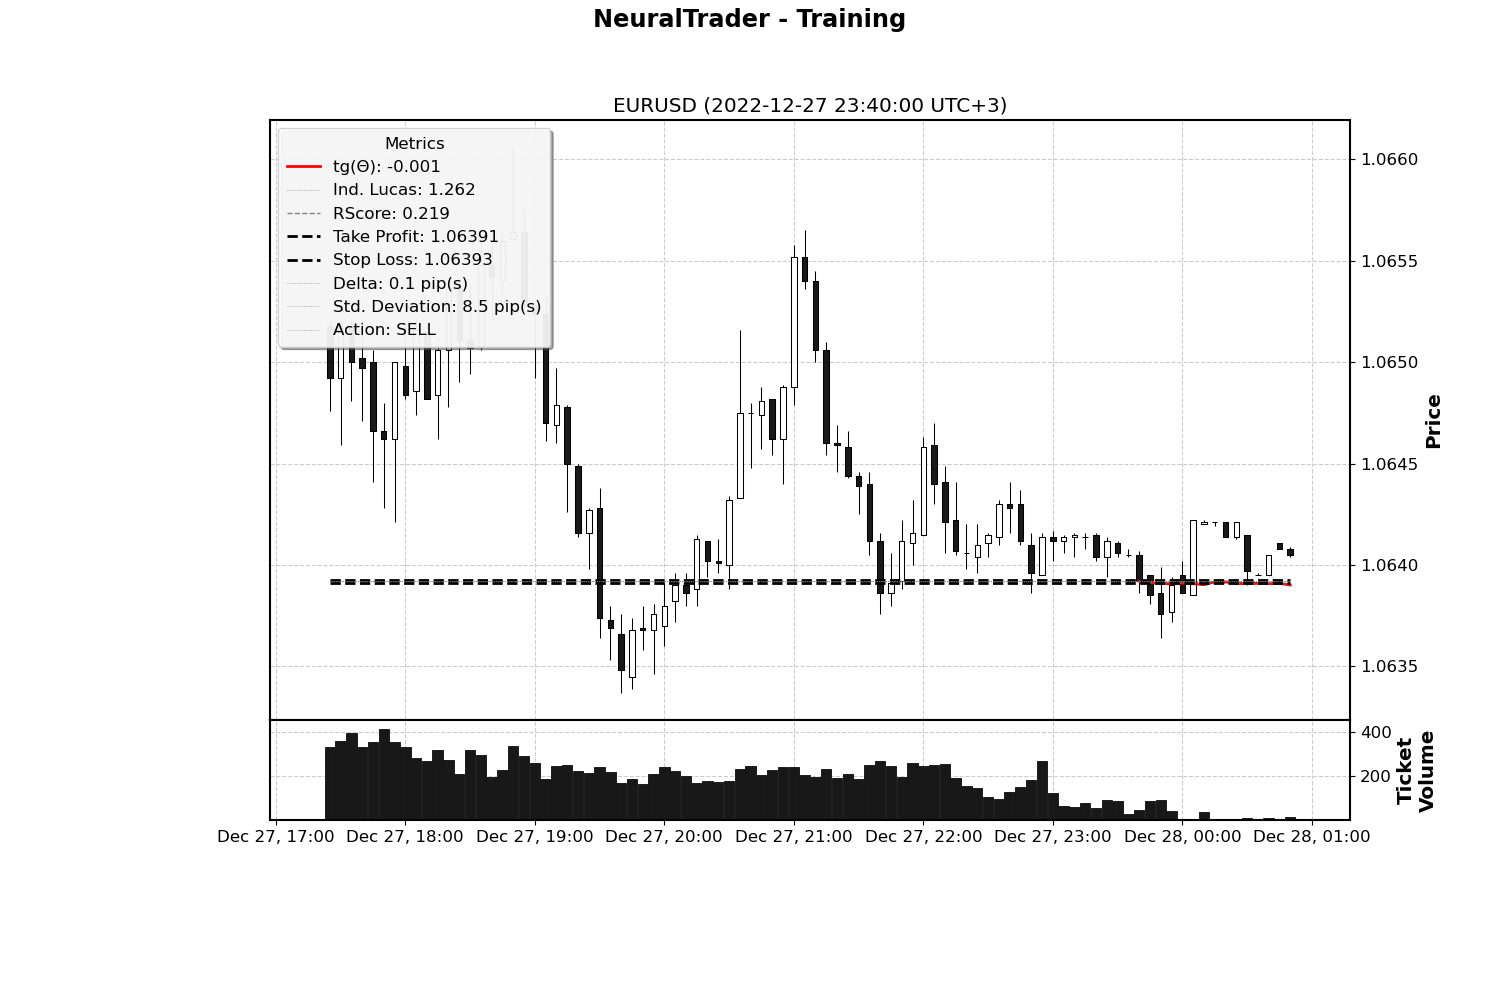 NeuralTrader - Training
EURUSD (2022-12-27 23:40:00 UTC+3)
Metrics
tg(Θ): -0.001
Ind. Lucas: 1.262
RScore: 0.219
Take Profit: 1.06391
Stop Loss: 1.06393
Delta: 0.1 pip(s)
Std. Deviation: 8.5 pip(s)
Action: SELL
1.0660
1.0655
1.0650
1.0645
1.0640
1.0635
Price
400
200
Ticket
Volume
Dec 27, 17:00 Dec 27, 18:00 Dec 27, 19:00 Dec 27, 20:00 Dec 27, 21:00 Dec 27, 22:00 Dec 27, 23:00 Dec 28, 00:00 Dec 28, 01:00